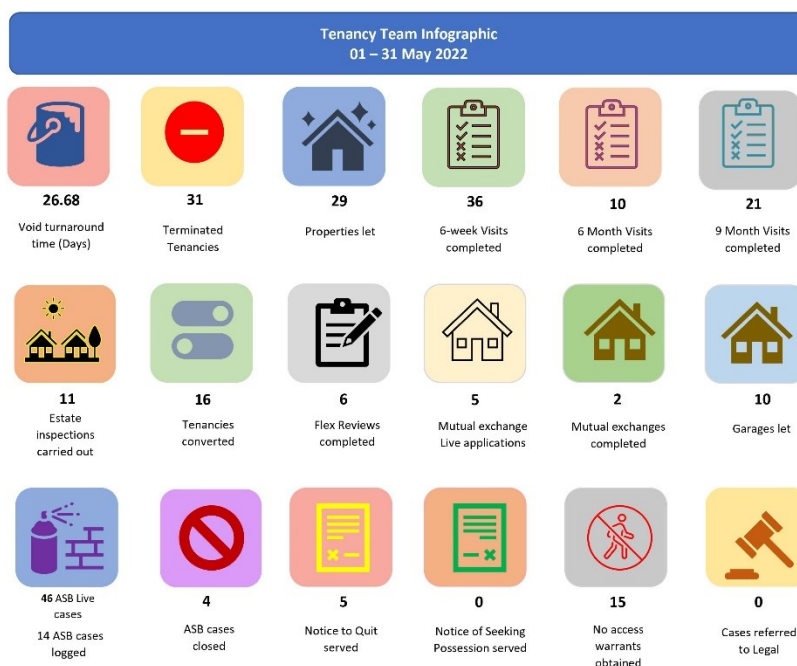 Tenancy Team Infographic
01 – 31 May 2022
26.68
Void turnaround
time (Days)
31
Terminated
Tenancies
29
Properties let
36
6-week Visits
completed
10
6 Month Visits
completed
21
9 Month Visits
completed
11
Estate
inspections
carried out
16
Tenancies
converted
6
Flex Reviews
completed
5
Mutual exchange
Live applications
2
Mutual exchanges
completed
10
Garages let
46 ASB Live
cases
14 ASB cases
logged
4
ASB cases
closed
5
Notice to Quit
served
0
Notice of Seeking
Possession served
15
No access
warrants
obtained
0
Cases referred
to Legal